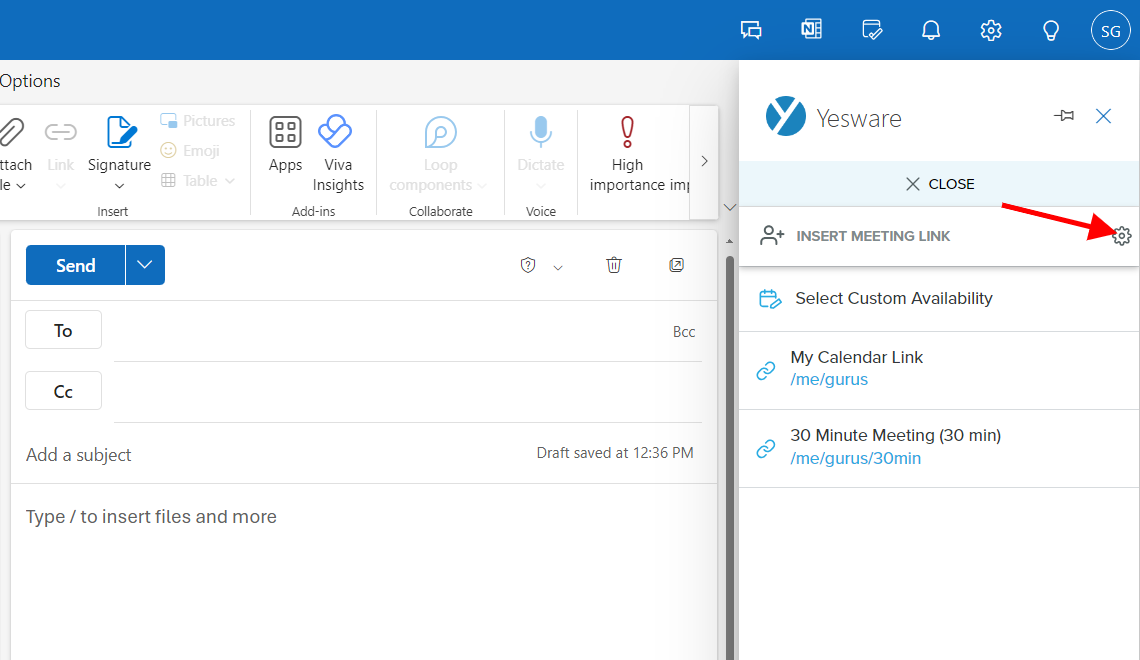 SG
Options
ttach
le
Link
Signature
Pictures
Emoji
Table
Insert
Apps
Viva
Insights
Add-ins
Loop
components
Collaborate
Dictate
Voice
High
importance
imp
Send
To
Bcc
Cc
Add a subject
Draft saved at 12:36 PM
Type / to insert files and more
Yesware
CLOSE
INSERT MEETING LINK
Select Custom Availability
My Calendar Link
/me/gurus
30 Minute Meeting (30 min)
/me/gurus/30min